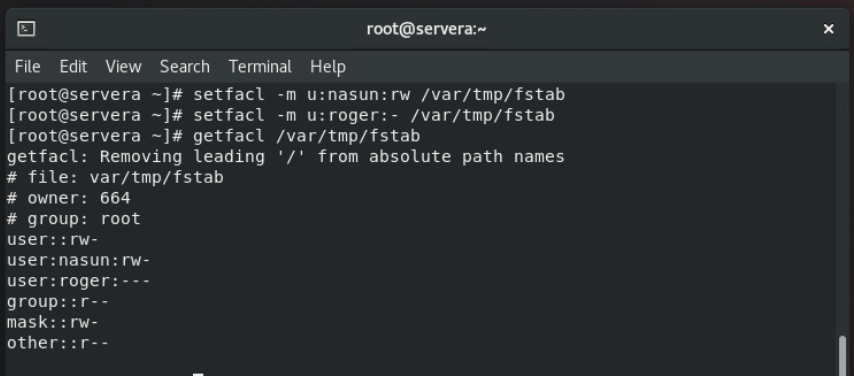 root@servera:~
File Edit View Search Terminal Help
[root@servera ~]# setfacl -m u:nasun:rw /var/tmp/fstab
[root@servera ~]# setfacl -m u:roger:- /var/tmp/fstab
[root@servera ~]# getfacl /var/tmp/fstab
getfacl: Removing leading '/' from absolute path names
# file: var/tmp/fstab
# owner: 664
# group: root
user::rw-
user:nasun:rw-
user:roger:---
group::r--
mask::rw-
other::r--